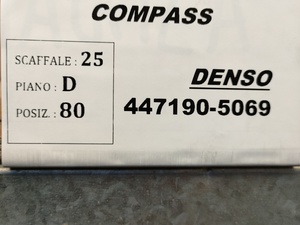 COMPASS
SCAFFALE : 25
PIANO : D
POSIZ. : 80
DENSO
447190-5069